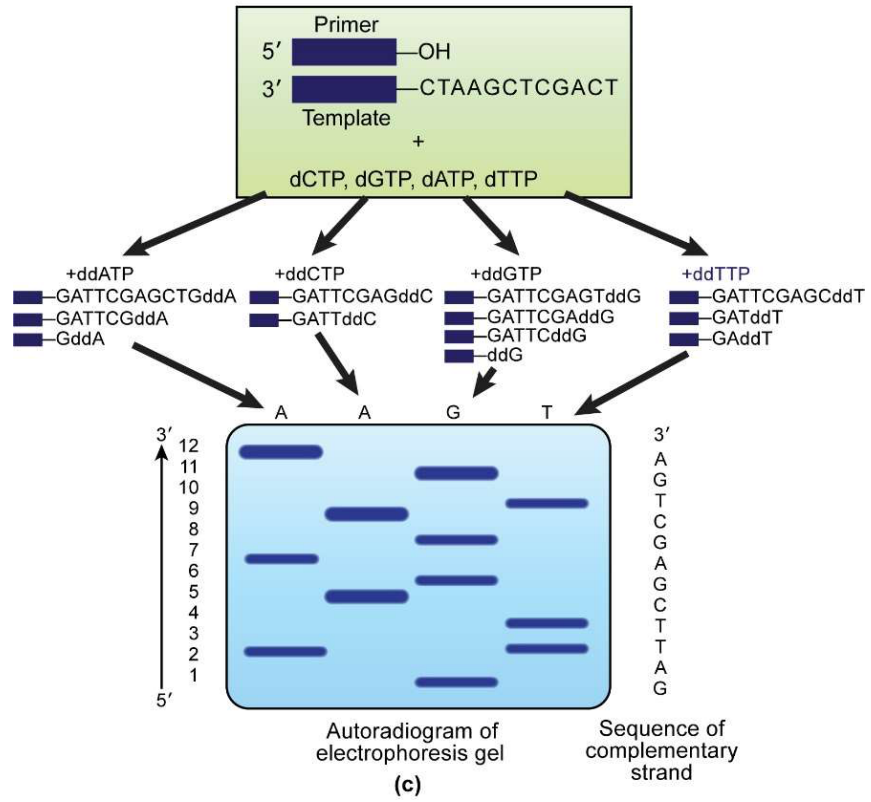 Primer
5′ –OH
3′ –CTAAGCTCGACT
Template
+
dCTP, dGTP, dATP, dTTP
+ddATP
–GATTCGAGCTGddA
–GATTCGddA
–GddA
+ddCTP
–GATTCGAGddC
–GATTddC
+ddGTP
–GATTCGAGTddG
–GATTCGAddG
–GATTCddG
–ddG
+ddTTP
–GATTCGAGCddT
–GATddT
–GAddT
A A G T
3′
12
11
10
9
8
7
6
5
4
3
2
1
5′
3′
A
G
T
C
G
A
G
C
T
T
A
G
Autoradiogram of
electrophoresis gel
Sequence of
complementary
strand
(c)